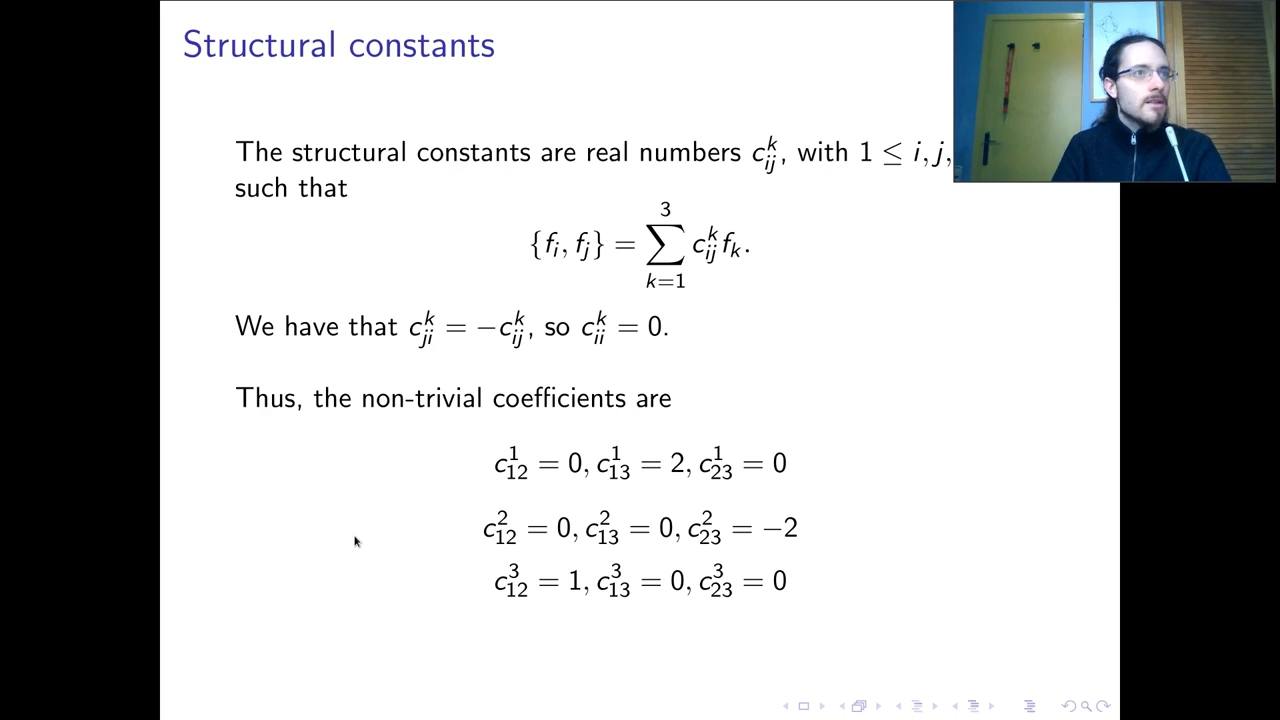 Structural constants
The structural constants are real numbers $c_{ij}^k$, with $1 \leq i, j,$
such that
$\{f_i, f_j\} = \sum_{k=1}^{3} c_{ij}^k f_k.$
We have that $c_{ji}^k = -c_{ij}^k$, so $c_{ii}^k = 0.$
Thus, the non-trivial coefficients are
$c_{12}^1 = 0, c_{13}^1 = 2, c_{23}^1 = 0$
$c_{12}^2 = 0, c_{13}^2 = 0, c_{23}^2 = -2$
$c_{12}^3 = 1, c_{13}^3 = 0, c_{23}^3 = 0$